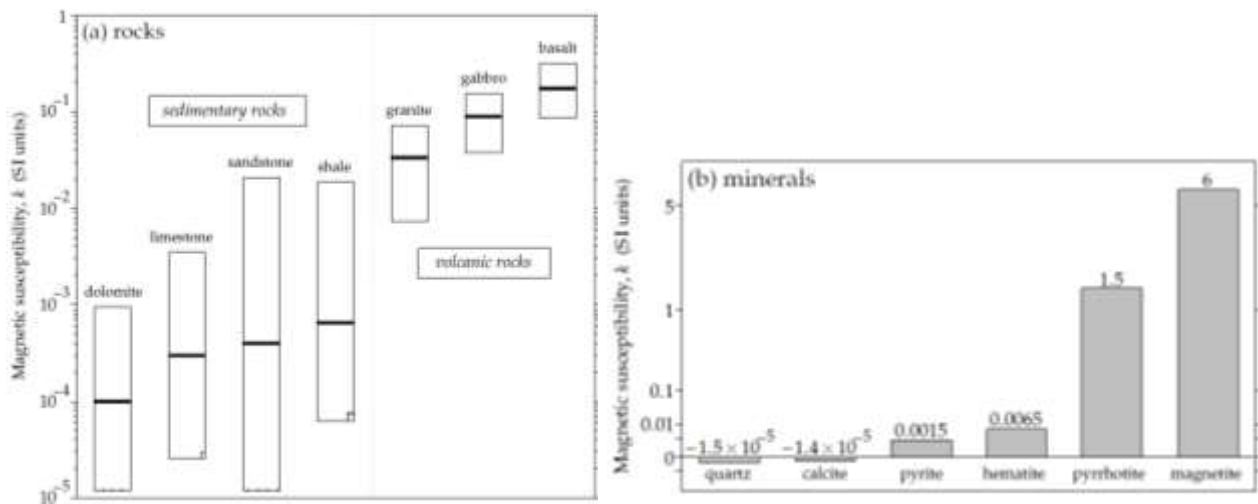 (a) rocks
Magnetic susceptibility, k (SI units)
1
10⁻¹
10⁻²
10⁻³
10⁻⁴
10⁻⁵
sedimentary rocks
dolomite
limestone
sandstone
shale
granite
gabbro
basalt
volcanic rocks
(b) minerals
Magnetic susceptibility, k (SI units)
5
1
0.1
0.01
0
−1.5 × 10⁻⁵
−1.4 × 10⁻⁵
0.0015
0.0065
1.5
6
quartz
calcite
pyrite
hematite
pyrrhotite
magnetite